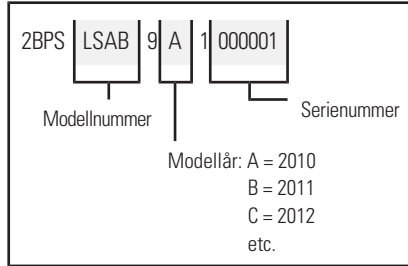 2BPS LSAB 9 A 1 000001
Modellnummer
Serienummer
Modellår: A = 2010
B = 2011
C = 2012
etc.